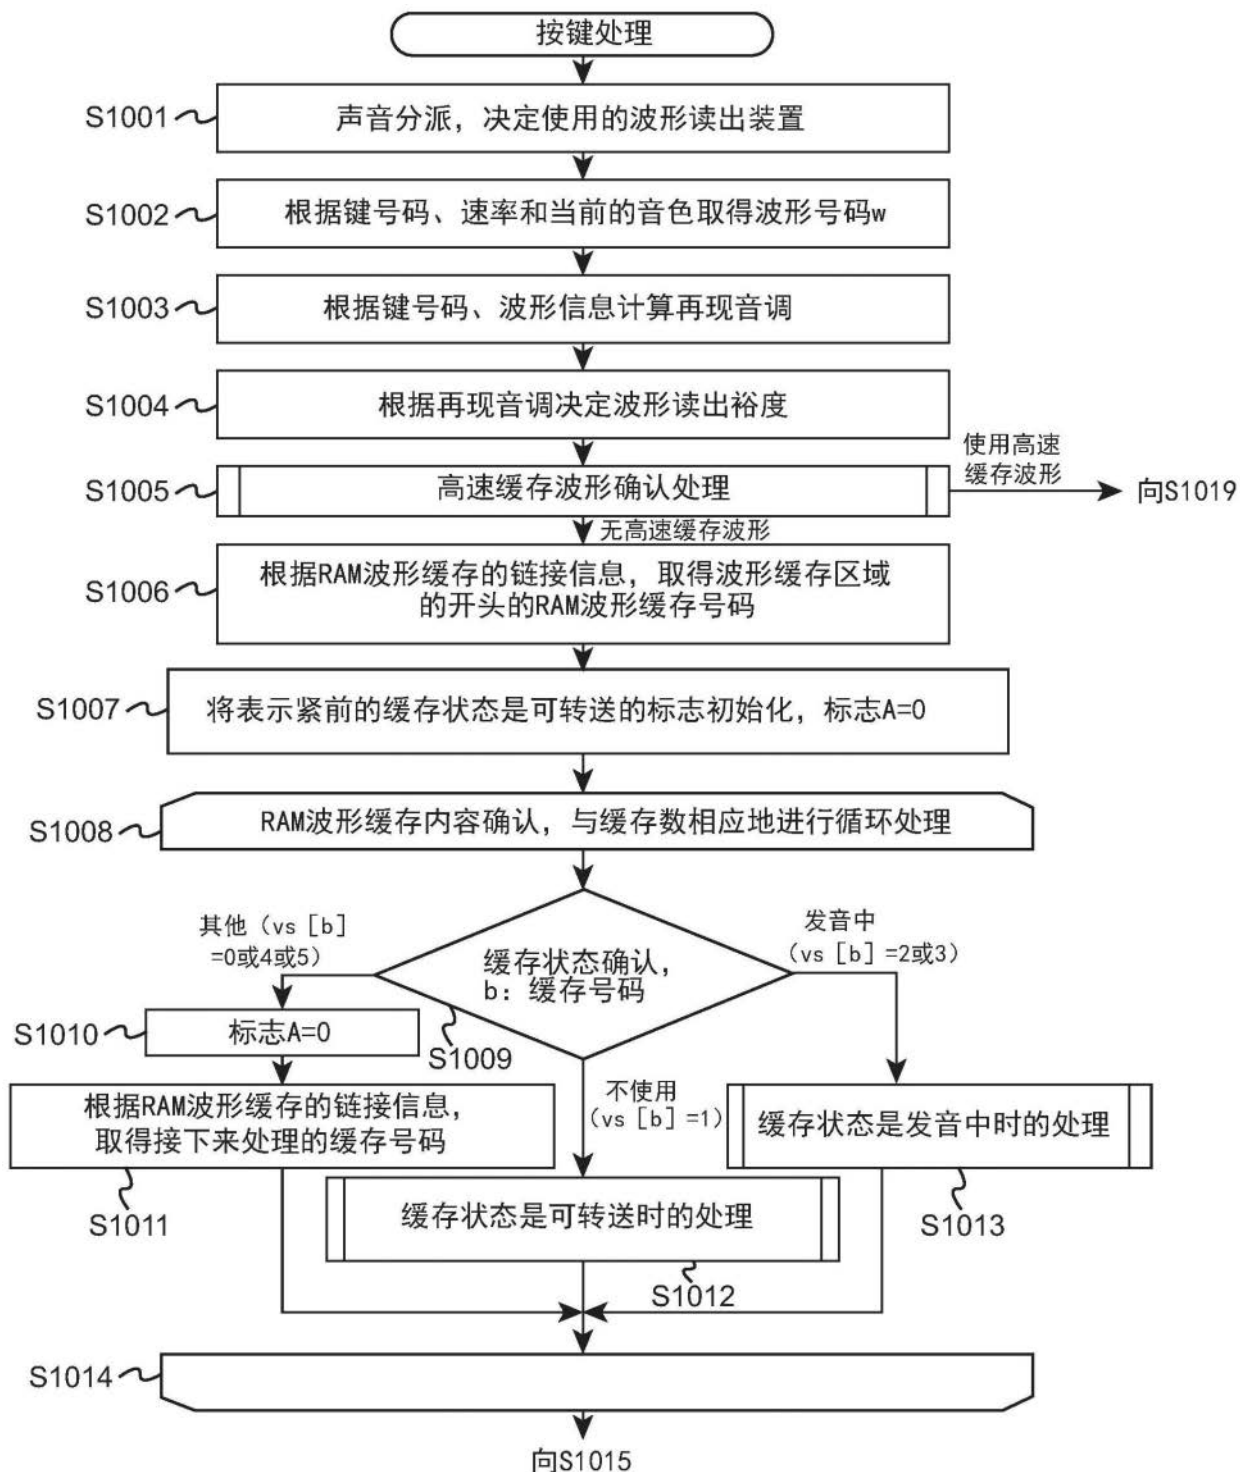 按键处理
S1001
声音分派，决定使用的波形读出装置
S1002
根据键号码、速率和当前的音色取得波形号码w
S1003
根据键号码、波形信息计算再现音调
S1004
根据再现音调决定波形读出裕度
使用高速
缓存波形
S1005
高速缓存波形确认处理
向S1019
无高速缓存波形
S1006
根据RAM波形缓存的链接信息，取得波形缓存区域
的开头的RAM波形缓存号码
S1007
将表示紧前的缓存状态是可转送的标志初始化，标志A=0
S1008
RAM波形缓存内容确认，与缓存数相应地进行循环处理
其他（vs［b］
=0或4或5）
发音中
（vs［b］=2或3）
缓存状态确认，
b：缓存号码
S1009
S1010
标志A=0
不使用
（vs［b］=1）
根据RAM波形缓存的链接信息，
取得接下来处理的缓存号码
S1011
缓存状态是发音中时的处理
S1013
缓存状态是可转送时的处理
S1012
S1014
向S1015